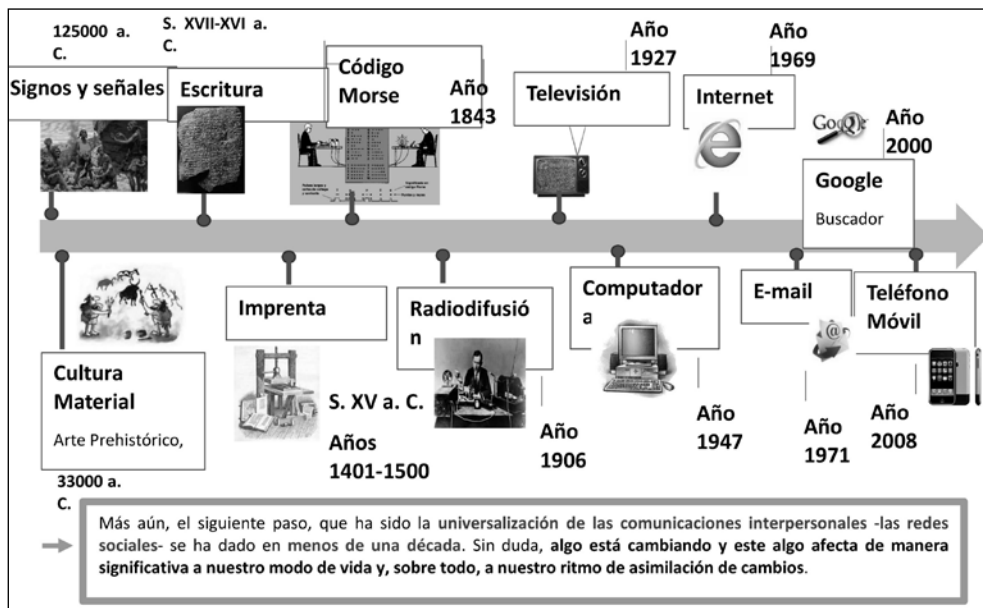 125000 a.
C.
S. XVII-XVI a.
C.
Signos y señales
Escritura
Código
Morse
Año
1843
Año
1927
Televisión
Año
1969
Internet
Google
Año
2000
Google
Buscador
Cultura
Material
Arte Prehistórico,
33000 a.
C.
Imprenta
S. XV a. C.
Años
1401-1500
Radiodifusió
n
Año
1906
Computador
a
Año
1947
E-mail
@
Año
1971
Teléfono
Móvil
Año
2008
Más aún, el siguiente paso, que ha sido la universalización de las comunicaciones interpersonales -las redes
sociales- se ha dado en menos de una década. Sin duda, algo está cambiando y este algo afecta de manera
significativa a nuestro modo de vida y, sobre todo, a nuestro ritmo de asimilación de cambios.